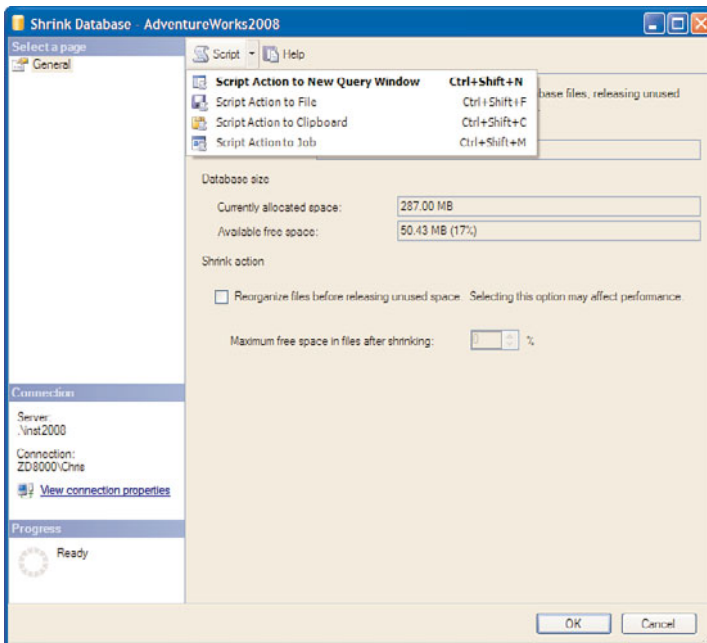 Shrink Database - AdventureWorks2008
Select a page
General
Script
Help
Script Action to New Query Window Ctrl+Shift+N
Script Action to File Ctrl+Shift+F
Script Action to Clipboard Ctrl+Shift+C
Script Action to Job Ctrl+Shift+M
base files, releasing unused
Database size
Currently allocated space: 287.00 MB
Available free space: 50.43 MB (17%)
Shrink action
Reorganize files before releasing unused space. Selecting this option may affect performance.
Maximum free space in files after shrinking: 0 %
Connection
Server:
.\inst2008
Connection:
ZD8000\Chris
View connection properties
Progress
Ready
OK Cancel